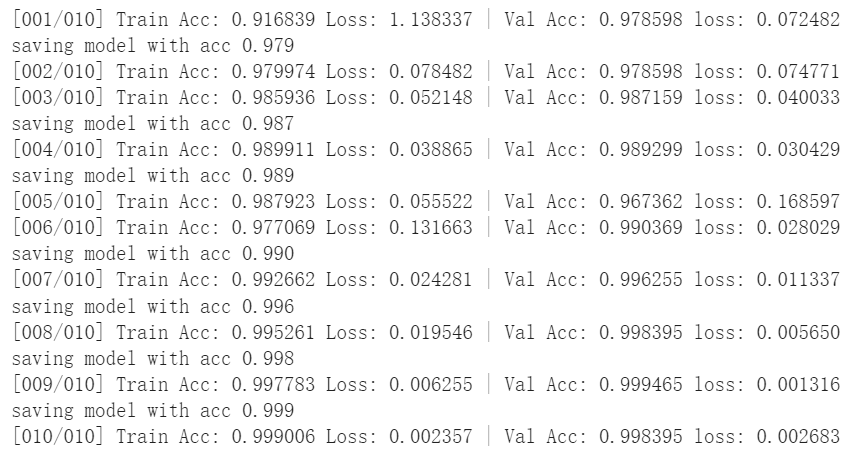 [001/010] Train Acc: 0.916839 Loss: 1.138337 | Val Acc: 0.978598 loss: 0.072482
saving model with acc 0.979
[002/010] Train Acc: 0.979974 Loss: 0.078482 | Val Acc: 0.978598 loss: 0.074771
[003/010] Train Acc: 0.985936 Loss: 0.052148 | Val Acc: 0.987159 loss: 0.040033
saving model with acc 0.987
[004/010] Train Acc: 0.989911 Loss: 0.038865 | Val Acc: 0.989299 loss: 0.030429
saving model with acc 0.989
[005/010] Train Acc: 0.987923 Loss: 0.055522 | Val Acc: 0.967362 loss: 0.168597
[006/010] Train Acc: 0.977069 Loss: 0.131663 | Val Acc: 0.990369 loss: 0.028029
saving model with acc 0.990
[007/010] Train Acc: 0.992662 Loss: 0.024281 | Val Acc: 0.996255 loss: 0.011337
saving model with acc 0.996
[008/010] Train Acc: 0.995261 Loss: 0.019546 | Val Acc: 0.998395 loss: 0.005650
saving model with acc 0.998
[009/010] Train Acc: 0.997783 Loss: 0.006255 | Val Acc: 0.999465 loss: 0.001316
saving model with acc 0.999
[010/010] Train Acc: 0.999006 Loss: 0.002357 | Val Acc: 0.998395 loss: 0.002683